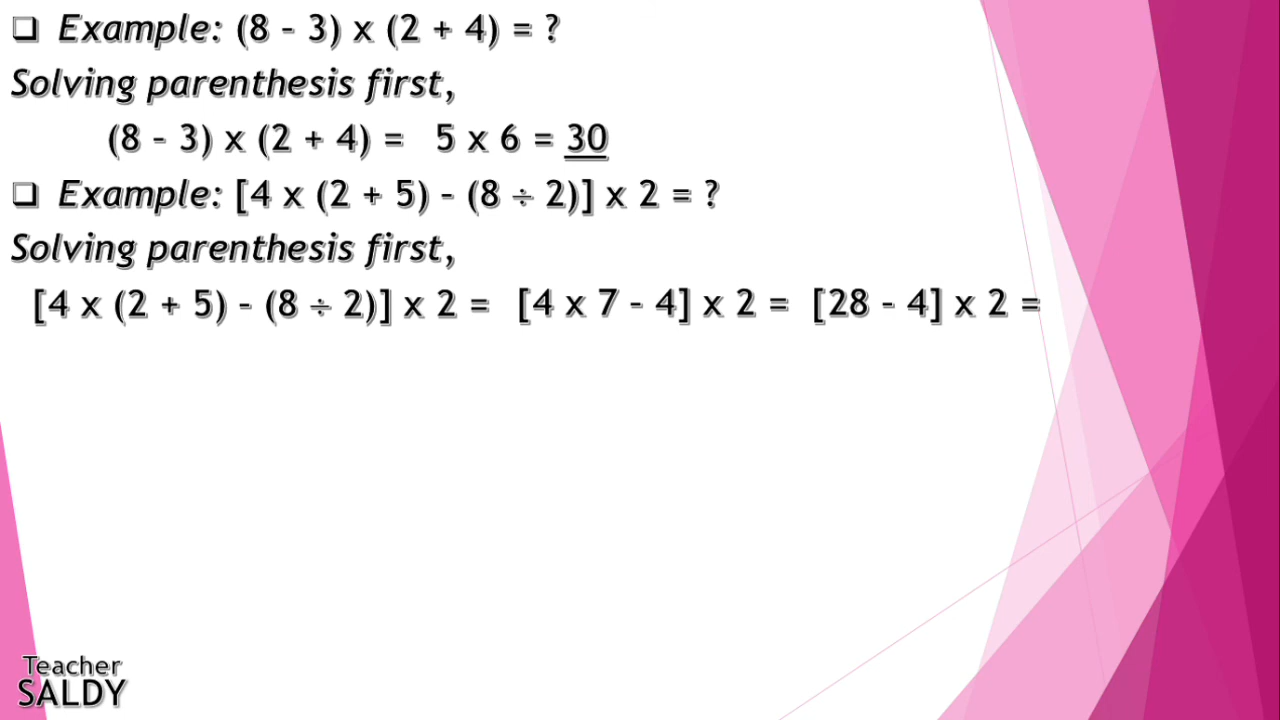 ❑ Example: (8 – 3) x (2 + 4) = ?
Solving parenthesis first,
(8 – 3) x (2 + 4) = 5 x 6 = 30
❑ Example: [4 x (2 + 5) – (8 ÷ 2)] x 2 = ?
Solving parenthesis first,
[4 x (2 + 5) – (8 ÷ 2)] x 2 = [4 x 7 – 4] x 2 = [28 – 4] x 2 =
Teacher
SALDY